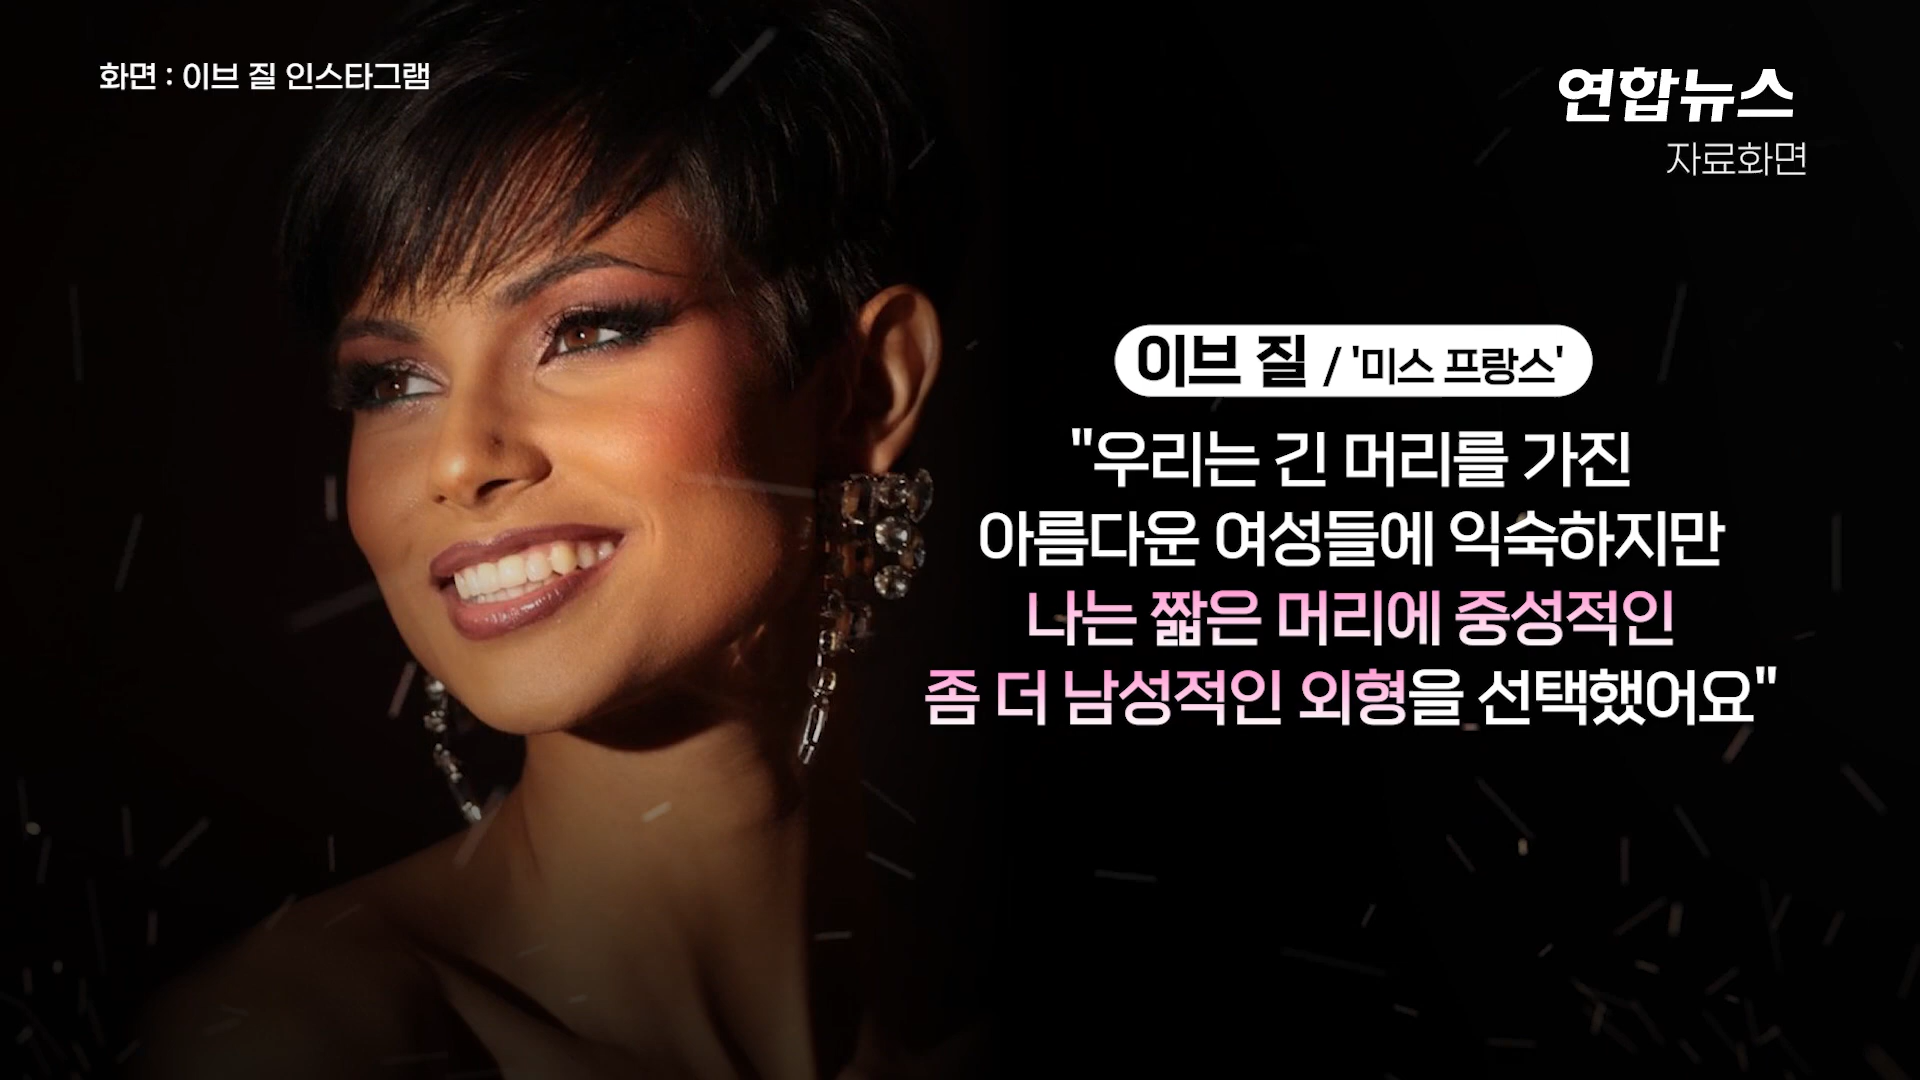 화면 : 이브 질 인스타그램
연합뉴스
자료화면
이브 질 / '미스 프랑스'
"우리는 긴 머리를 가진
아름다운 여성들에 익숙하지만
나는 짧은 머리에 중성적인
좀 더 남성적인 외형을 선택했어요"